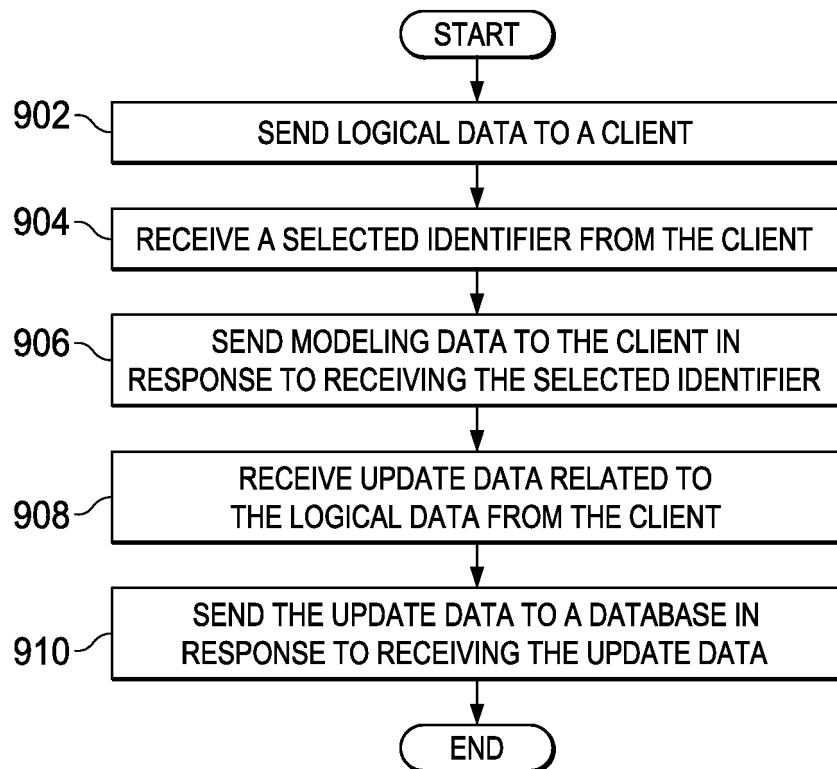 START
902
SEND LOGICAL DATA TO A CLIENT
904
RECEIVE A SELECTED IDENTIFIER FROM THE CLIENT
906
SEND MODELING DATA TO THE CLIENT IN
RESPONSE TO RECEIVING THE SELECTED IDENTIFIER
908
RECEIVE UPDATE DATA RELATED TO
THE LOGICAL DATA FROM THE CLIENT
910
SEND THE UPDATE DATA TO A DATABASE IN
RESPONSE TO RECEIVING THE UPDATE DATA
END